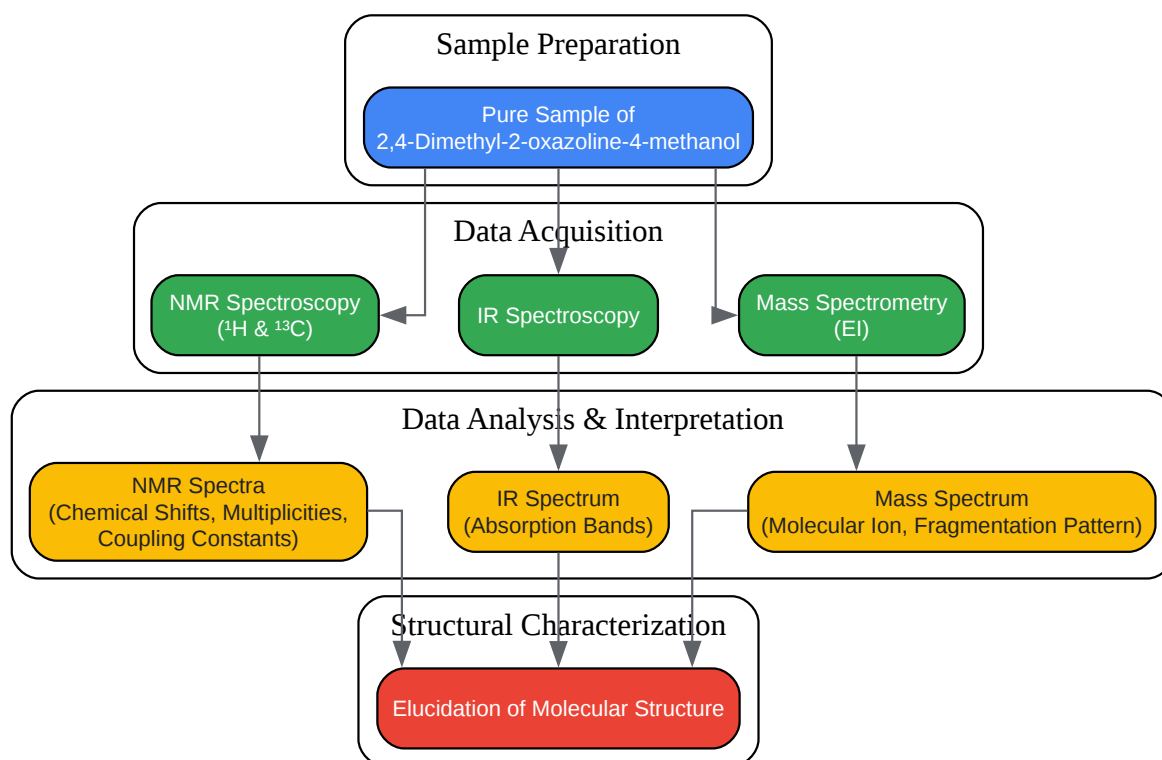 Sample Preparation
Pure Sample of
2,4-Dimethyl-2-oxazoline-4-methanol
Data Acquisition
NMR Spectroscopy
(¹H & ¹³C)
IR Spectroscopy
Mass Spectrometry
(EI)
Data Analysis & Interpretation
NMR Spectra
(Chemical Shifts, Multiplicities,
Coupling Constants)
IR Spectrum
(Absorption Bands)
Mass Spectrum
(Molecular Ion, Fragmentation Pattern)
Structural Characterization
Elucidation of Molecular Structure